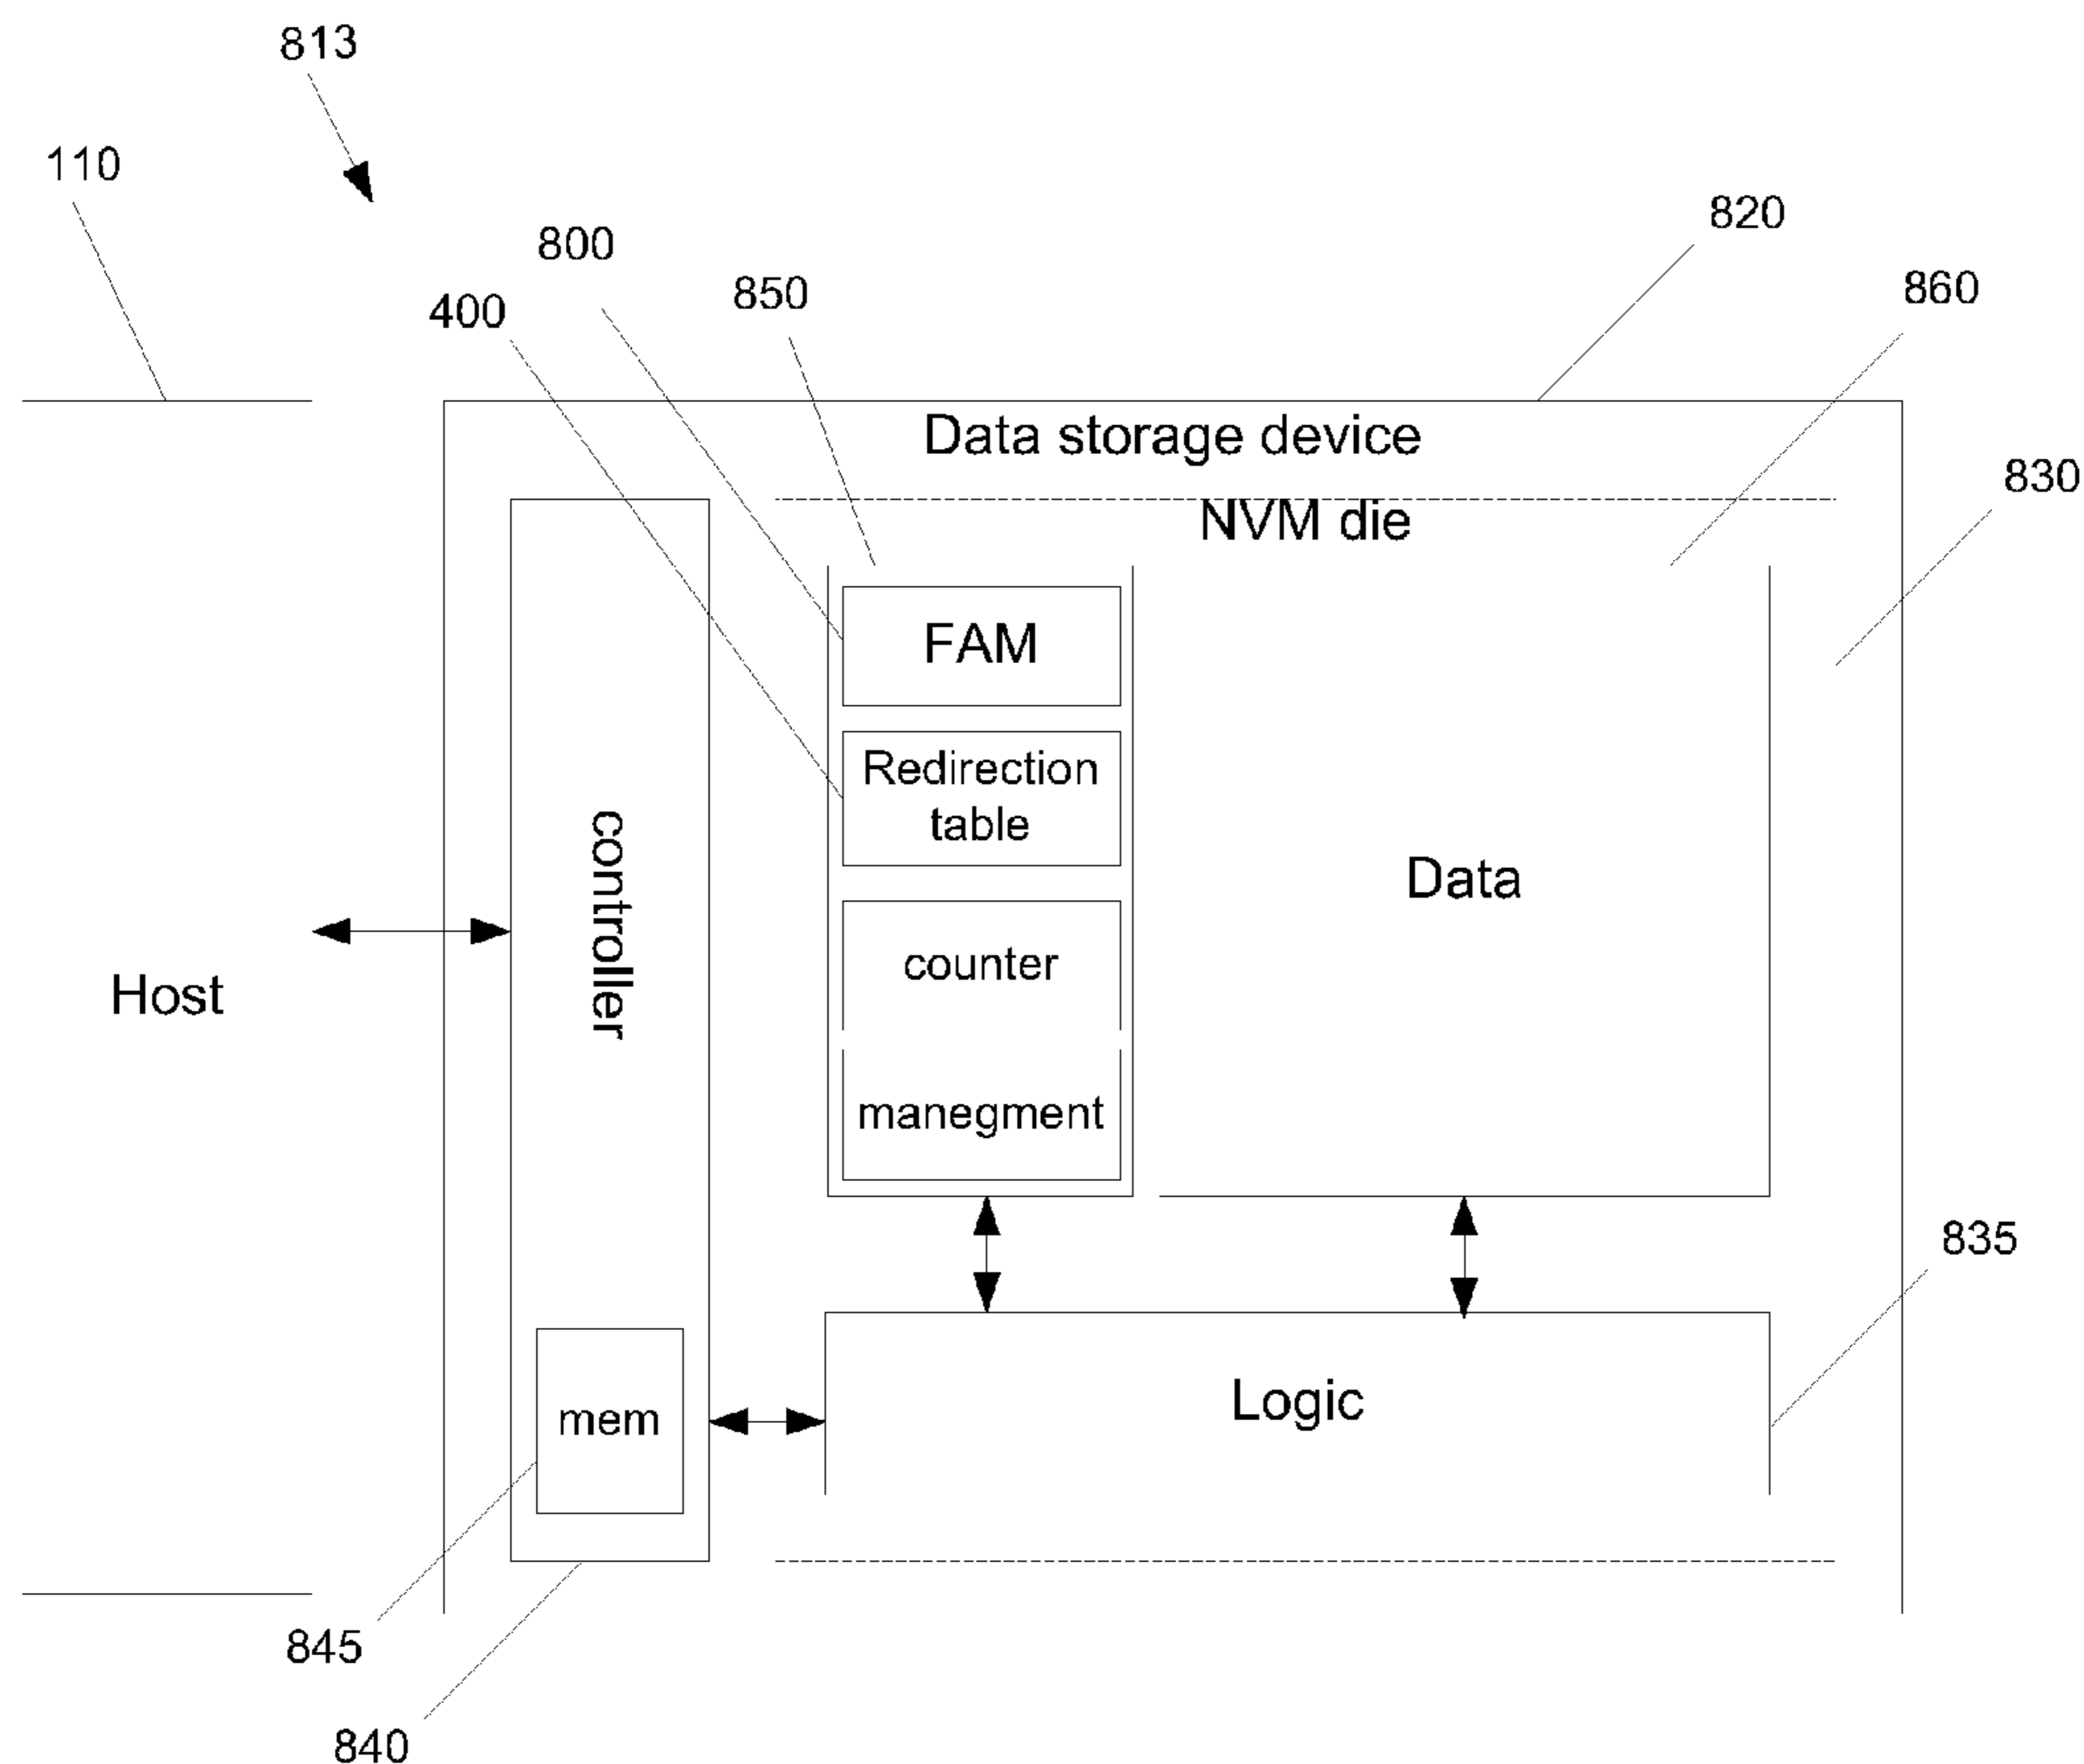 813
110
800
820
850
860
400
Data storage device
830
NVM die
FAM
Redirection
table
controller
Data
counter
Host
manegment
835
Logic
mem
845
840